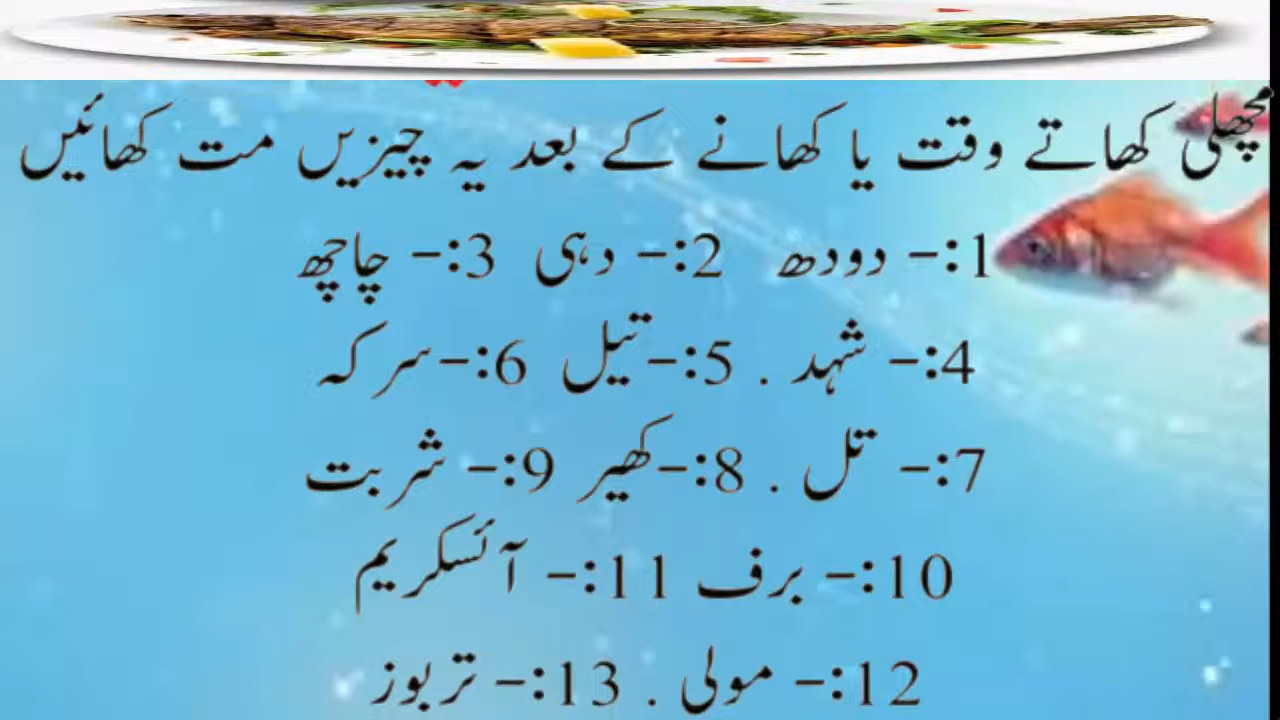 مچھلی کھاتے وقت یا کھانے کے بعد یہ چیزیں مت کھائیں
1:- دودھ 2:- دہی 3:- چاچھ
4:- شہد . 5:-تیل 6:-سرکہ
7:- تل . 8:-کھیر 9:- شربت
10:- برف 11:- آئسکریم
12:- مولی . 13:- تربوز